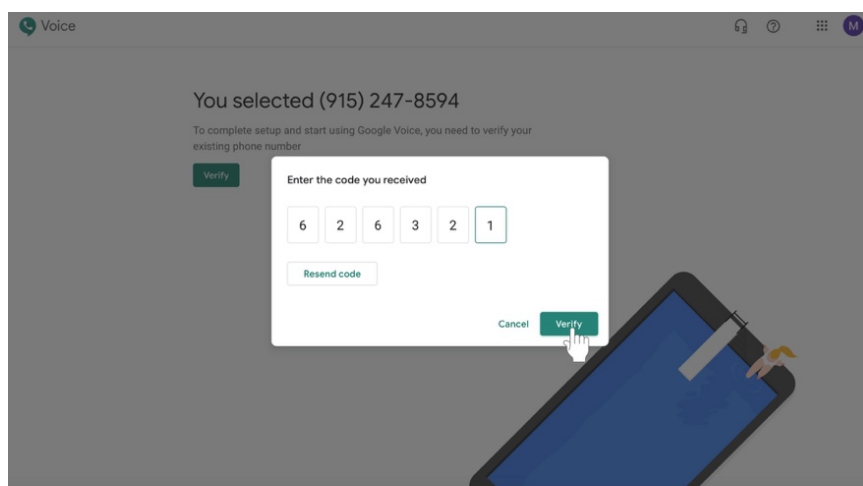 Voice
M
You selected (915) 247-8594
To complete setup and start using Google Voice, you need to verify your
existing phone number
Verify
Enter the code you received
6 2 6 3 2 1
Resend code
Cancel Verify